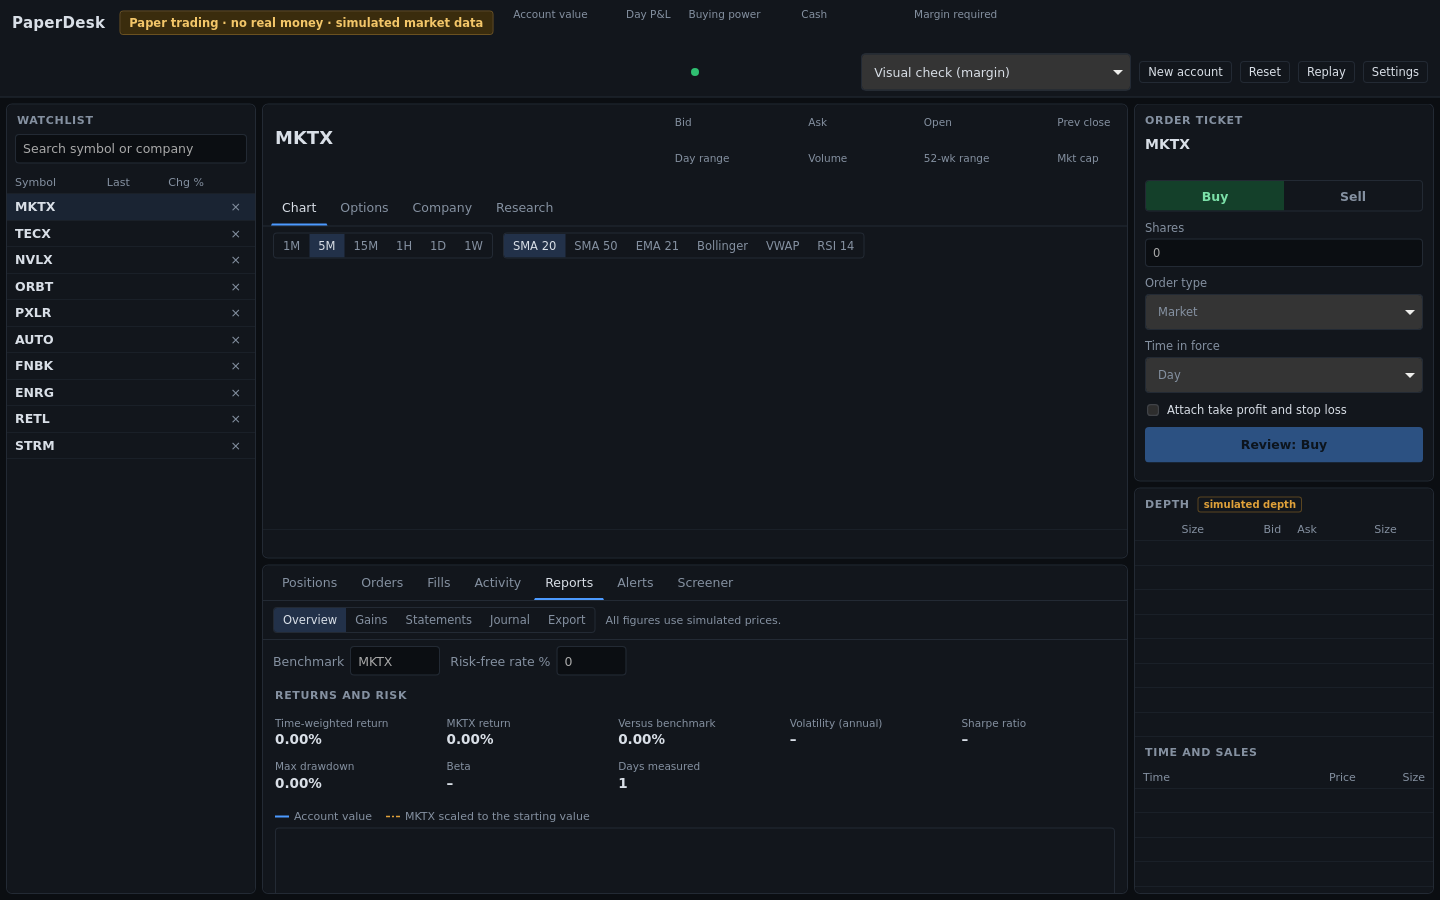 PaperDesk
Paper trading · no real money · simulated market data
Account value
Day P&L
Buying power
Cash
Margin required
Visual check (margin)
New account
Reset
Replay
Settings
WATCHLIST
Search symbol or company
Symbol Last Chg %
MKTX ×
TECX ×
NVLX ×
ORBT ×
PXLR ×
AUTO ×
FNBK ×
ENRG ×
RETL ×
STRM ×
MKTX
Bid Ask Open Prev close
Day range Volume 52-wk range Mkt cap
Chart Options Company Research
1M 5M 15M 1H 1D 1W SMA 20 SMA 50 EMA 21 Bollinger VWAP RSI 14
Positions Orders Fills Activity Reports Alerts Screener
Overview Gains Statements Journal Export All figures use simulated prices.
Benchmark MKTX Risk-free rate % 0
RETURNS AND RISK
Time-weighted return MKTX return Versus benchmark Volatility (annual) Sharpe ratio
0.00% 0.00% 0.00% – –
Max drawdown Beta Days measured
0.00% – 1
Account value MKTX scaled to the starting value
ORDER TICKET
MKTX
Buy Sell
Shares
0
Order type
Market
Time in force
Day
Attach take profit and stop loss
Review: Buy
DEPTH simulated depth
Size Bid Ask Size
TIME AND SALES
Time Price Size